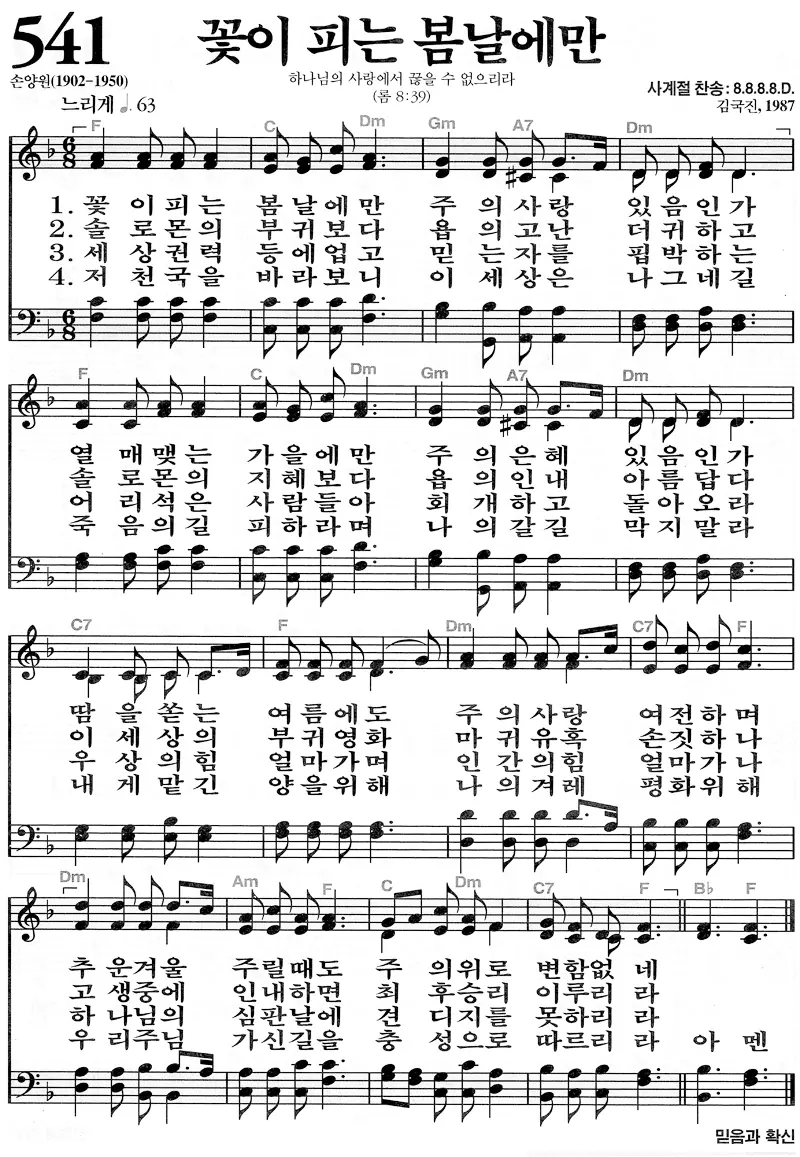 541 꽃이 피는 봄날에만
손양원(1902-1950)
하나님의 사랑에서 끊을 수 없으리라
(롬 8:39)
사계절 찬송: 8.8.8.8.D.
김국진, 1987
느리게 ♩. 63
F C Dm Gm A7 Dm
6/8
1. 꽃 이 피 는 봄 날 에 만 주 의 사 랑 있 음 인 가
2. 솔 로 몬 의 부 귀 보 다 욥 의 고 난 더 귀 하 고
3. 세 상 권 력 등 에 업 고 믿 는 자 를 핍 박 하 는
4. 저 천 국 을 바 라 보 니 이 세 상 은 나 그 네 길
6/8
F C Dm Gm A7 Dm
열 매 맺 는 가 을 에 만 주 의 은 혜 있 음 인 가
솔 로 몬 의 지 혜 보 다 욥 의 인 내 아 름 답 다
어 리 석 은 사 람 들 아 회 개 하 고 돌 아 오 라
죽 음 의 길 피 하 라 며 나 의 갈 길 막 지 말 라
C7 F Dm C7 F
땀 을 쏟 는 여 름 에 도 주 의 사 랑 여 전 하 며
이 세 상 의 부 귀 영 화 마 귀 유 혹 손 짓 하 나
우 상 의 힘 얼 마 가 며 인 간 의 힘 얼 마 가 나
내 게 맡 긴 양 을 위 해 나 의 겨 레 평 화 위 해
Dm Am F C Dm C7 F B♭ F
추 운 겨 울 주 릴 때 도 주 의 위 로 변 함 없 네
고 생 중 에 인 내 하 면 최 후 승 리 이 루 리 라
하 나 님 의 심 판 날 에 견 디 지 를 못 하 리 라
우 리 주 님 가 신 길 을 충 성 으 로 따 르 리 라 아 멘
믿음과 확신